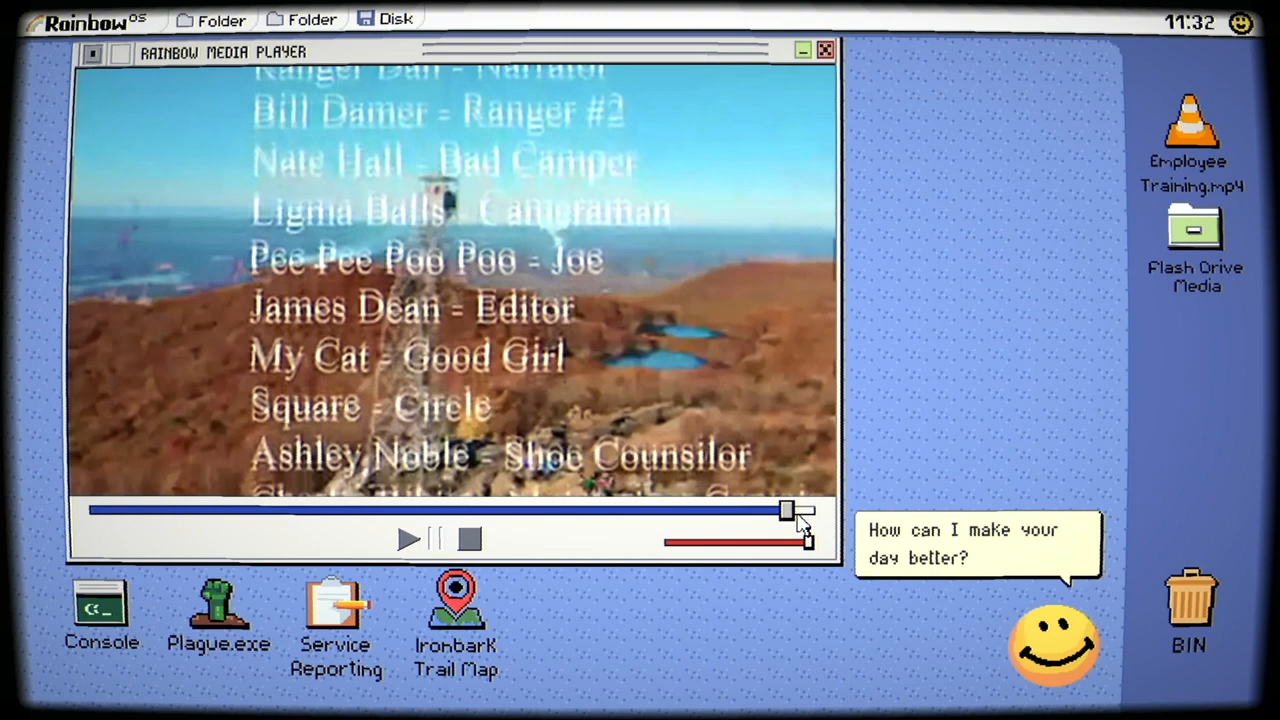 Rainbow OS
Folder
Folder
Disk
11:32
RAINBOW MEDIA PLAYER
Ranger Dan = Narrator
Bill Damer = Ranger #2
Nate Hall = Bad Camper
Ligma Balls = Cameraman
Pee Pee Poo Poo = Joe
James Dean = Editor
My Cat = Good Girl
Square = Circle
Ashley Noble = Shoe Counsilor
Employee
Training.mp4
Flash Drive
Media
How can I make your
day better?
Console
Plague.exe
Service
Reporting
Ironbark
Trail Map
BIN